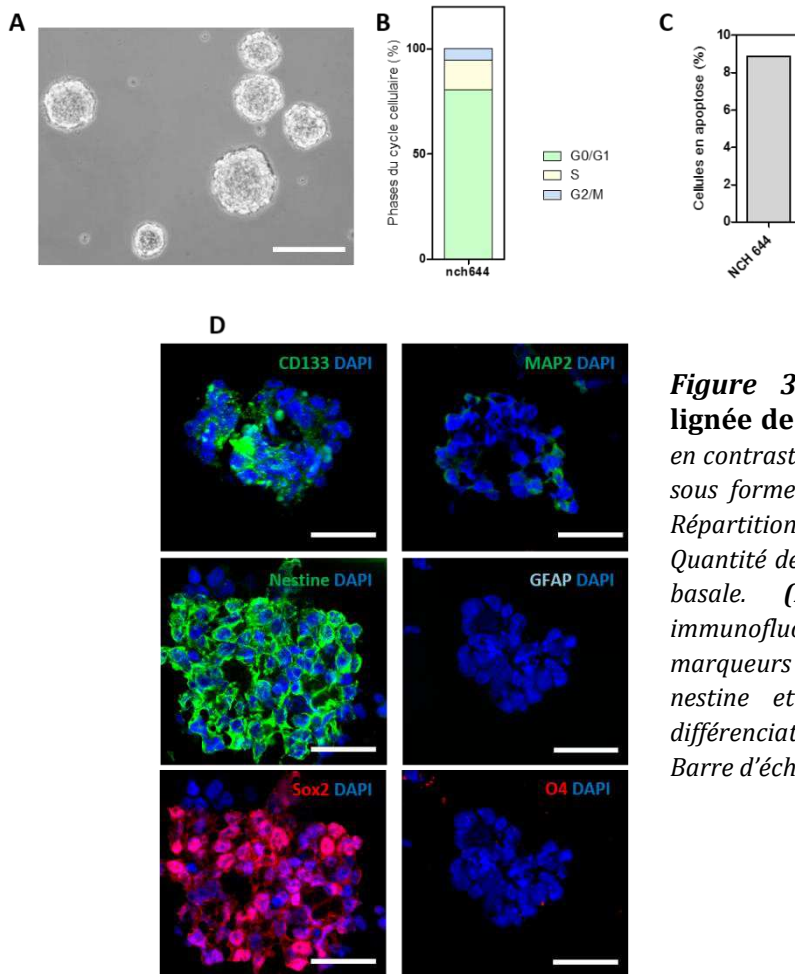 A
B
Phases du cycle cellulaire (%)
100
50
0
nch644
G0/G1
S
G2/M
C
Cellules en apoptose (%)
10
8
6
4
2
0
NCH 644
D
CD133 DAPI
MAP2 DAPI
Nestine DAPI
GFAP DAPI
Sox2 DAPI
O4 DAPI
Figure 3
lignée de
en contrast
sous forme
Répartition
Quantité de
basale.
immunofluo
marqueurs
nestine et
différenciat
Barre d'éch